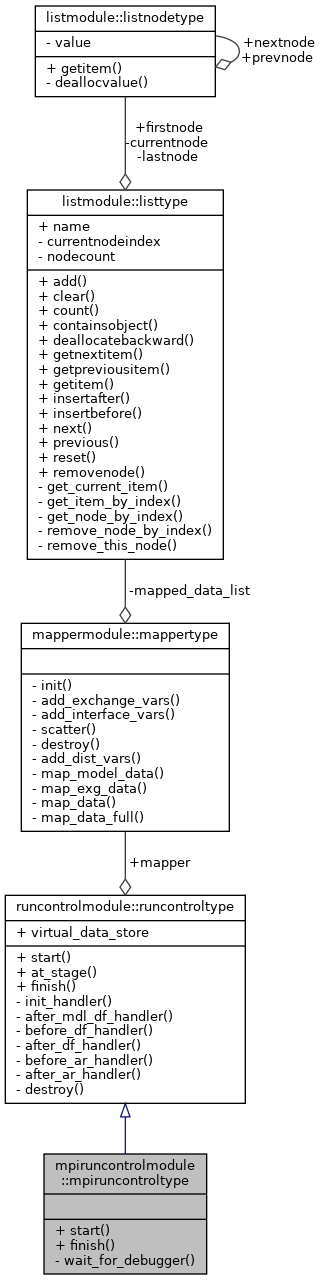 listmodule::listnodetype
- value
+ getitem()
- deallocvalue()
+nextnode
+prevnode
+firstnode
-currentnode
-lastnode
listmodule::listtype
+ name
- currentnodeindex
- nodecount
+ add()
+ clear()
+ count()
+ containsobject()
+ deallocatebackward()
+ getnextitem()
+ getpreviousitem()
+ getitem()
+ insertafter()
+ insertbefore()
+ next()
+ previous()
+ reset()
+ removenode()
- get_current_item()
- get_item_by_index()
- get_node_by_index()
- remove_node_by_index()
- remove_this_node()
-mapped_data_list
mappermodule::mappertype
- init()
- add_exchange_vars()
- add_interface_vars()
- scatter()
- destroy()
- add_dist_vars()
- map_model_data()
- map_exg_data()
- map_data()
- map_data_full()
+mapper
runcontrolmodule::runcontroltype
+ virtual_data_store
+ start()
+ at_stage()
+ finish()
- init_handler()
- after_mdl_df_handler()
- before_df_handler()
- after_df_handler()
- before_ar_handler()
- after_ar_handler()
- destroy()
mpiruncontrolmodule
::mpiruncontroltype
+ start()
+ finish()
- wait_for_debugger()